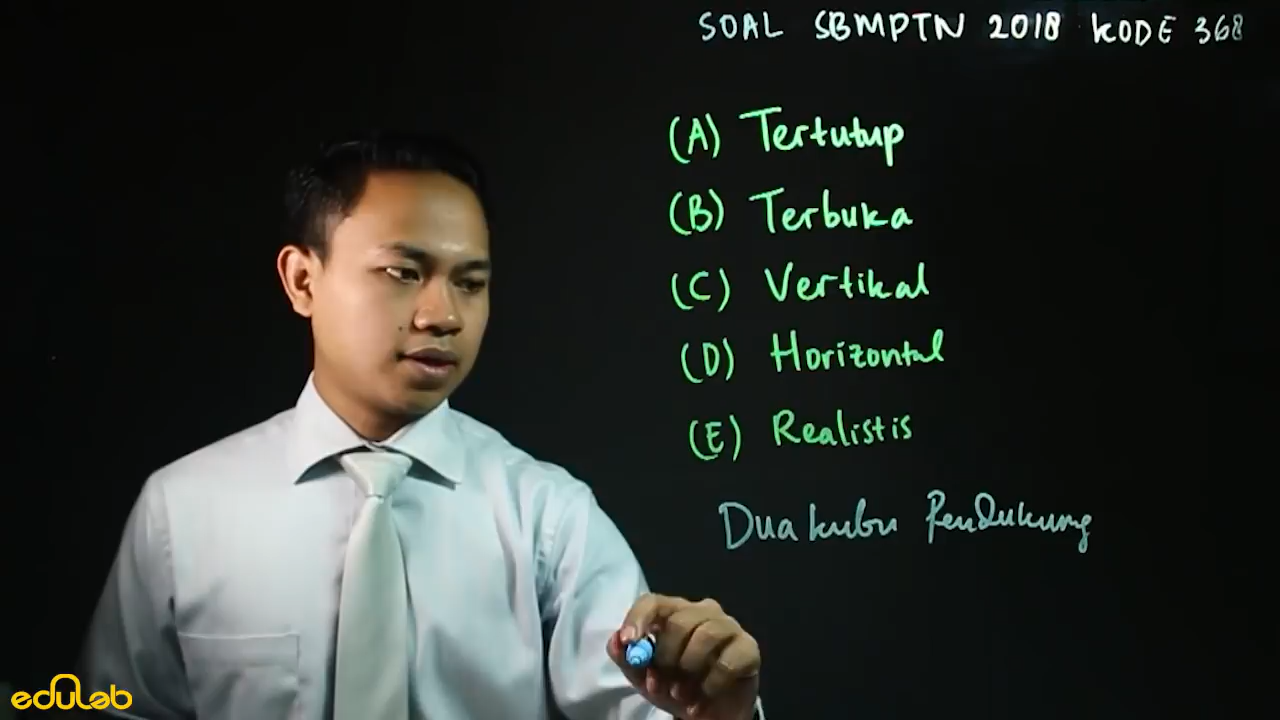 SOAL SBMPTN 2018 KODE 368
(A) Tertutup
(B) Terbuka
(C) Vertikal
(D) Horizontal
(E) Realistis
Dua kubu Pendukung
edulab